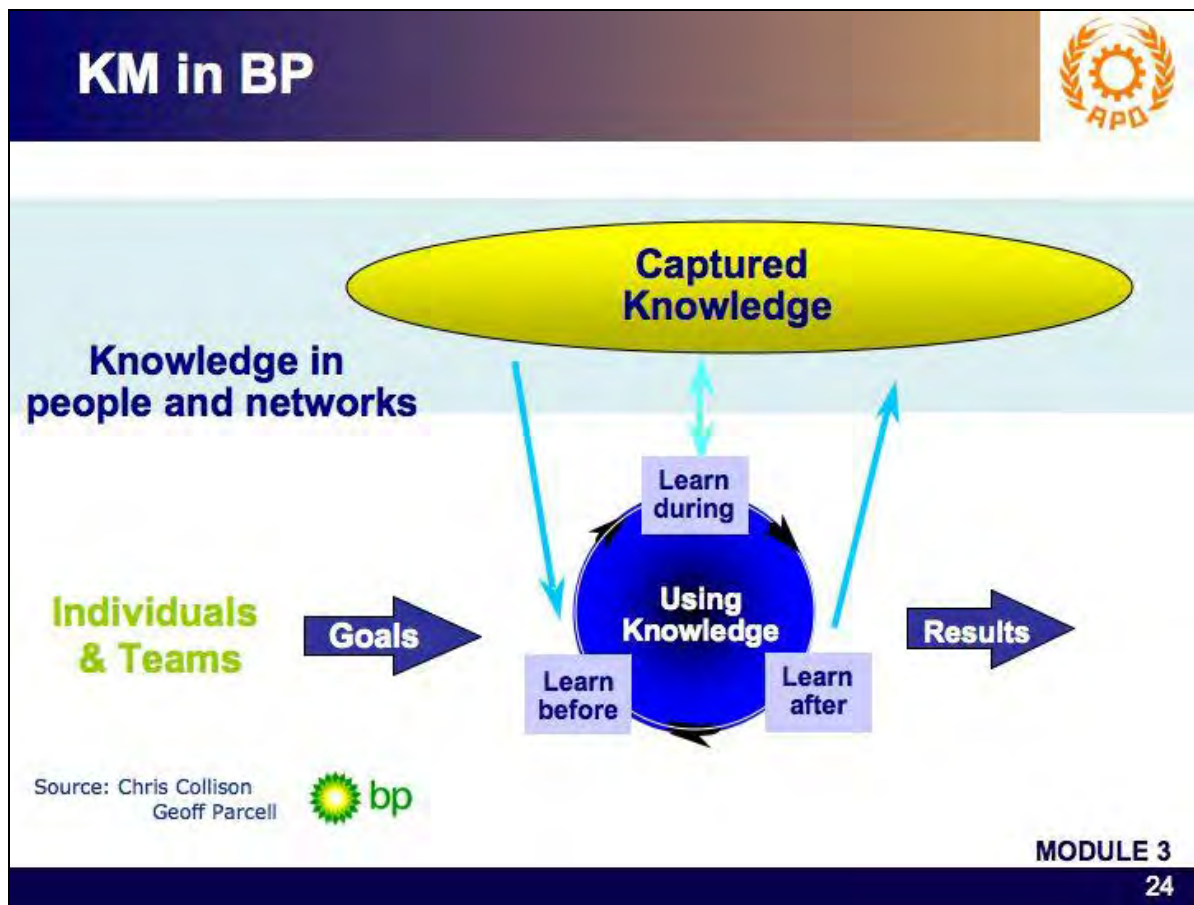 KM in BP
APO
Captured
Knowledge
Knowledge in
people and networks
Learn
during
Individuals
& Teams
Goals
Using
Knowledge
Results
Learn
before
Learn
after
Source: Chris Collison
Geoff Parcell
bp
MODULE 3
24